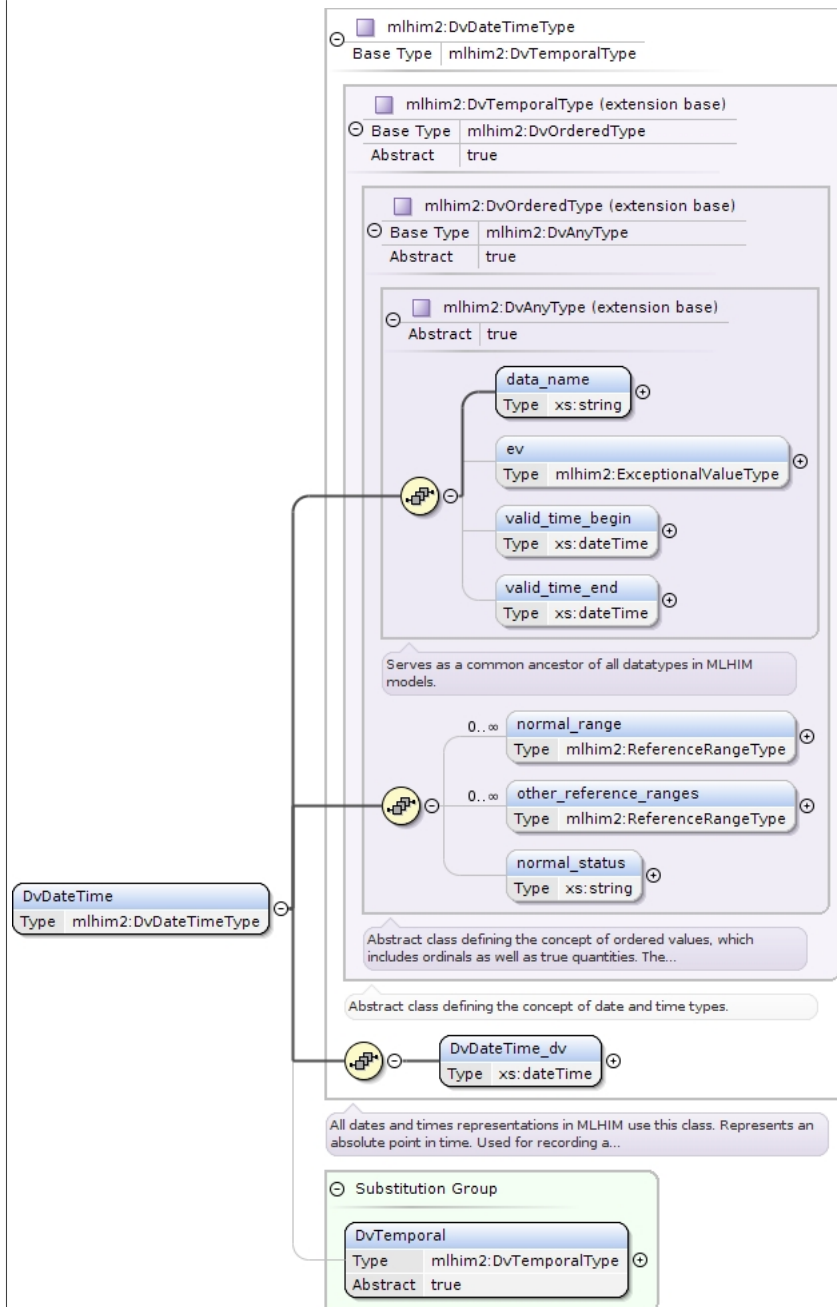 mlhim2:DvDateTimeType
Base Type mlhim2:DvTemporalType
mlhim2:DvTemporalType (extension base)
Base Type mlhim2:DvOrderedType
Abstract true
mlhim2:DvOrderedType (extension base)
Base Type mlhim2:DvAnyType
Abstract true
mlhim2:DvAnyType (extension base)
Abstract true
data_name
Type xs:string
ev
Type mlhim2:ExceptionalValueType
valid_time_begin
Type xs:dateTime
valid_time_end
Type xs:dateTime
Serves as a common ancestor of all datatypes in MLHIM
models.
0..∞ normal_range
Type mlhim2:ReferenceRangeType
0..∞ other_reference_ranges
Type mlhim2:ReferenceRangeType
normal_status
Type xs:string
DvDateTime
Type mlhim2:DvDateTimeType
Abstract class defining the concept of ordered values, which
includes ordinals as well as true quantities. The...
Abstract class defining the concept of date and time types.
DvDateTime_dv
Type xs:dateTime
All dates and times representations in MLHIM use this class. Represents an
absolute point in time. Used for recording a...
Substitution Group
DvTemporal
Type mlhim2:DvTemporalType
Abstract true